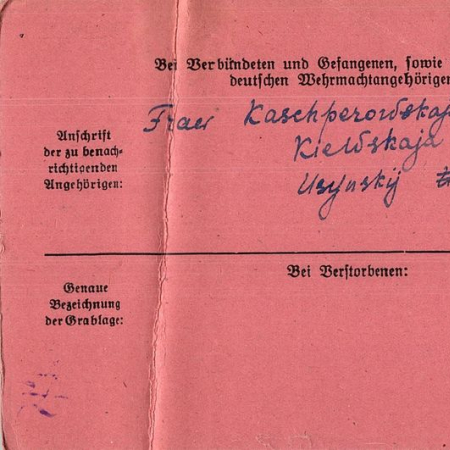 Bei Verbündeten und Gefangenen, sowie
deutschen Wehrmachtangehörigen
Anschrift
der zu benach-
richtigenden
Angehörigen:
Frau Kaschperowskaja
Kiewskaja
Usynskij
Bei Verstorbenen:
Genaue
Bezeichnung
der Grablage: